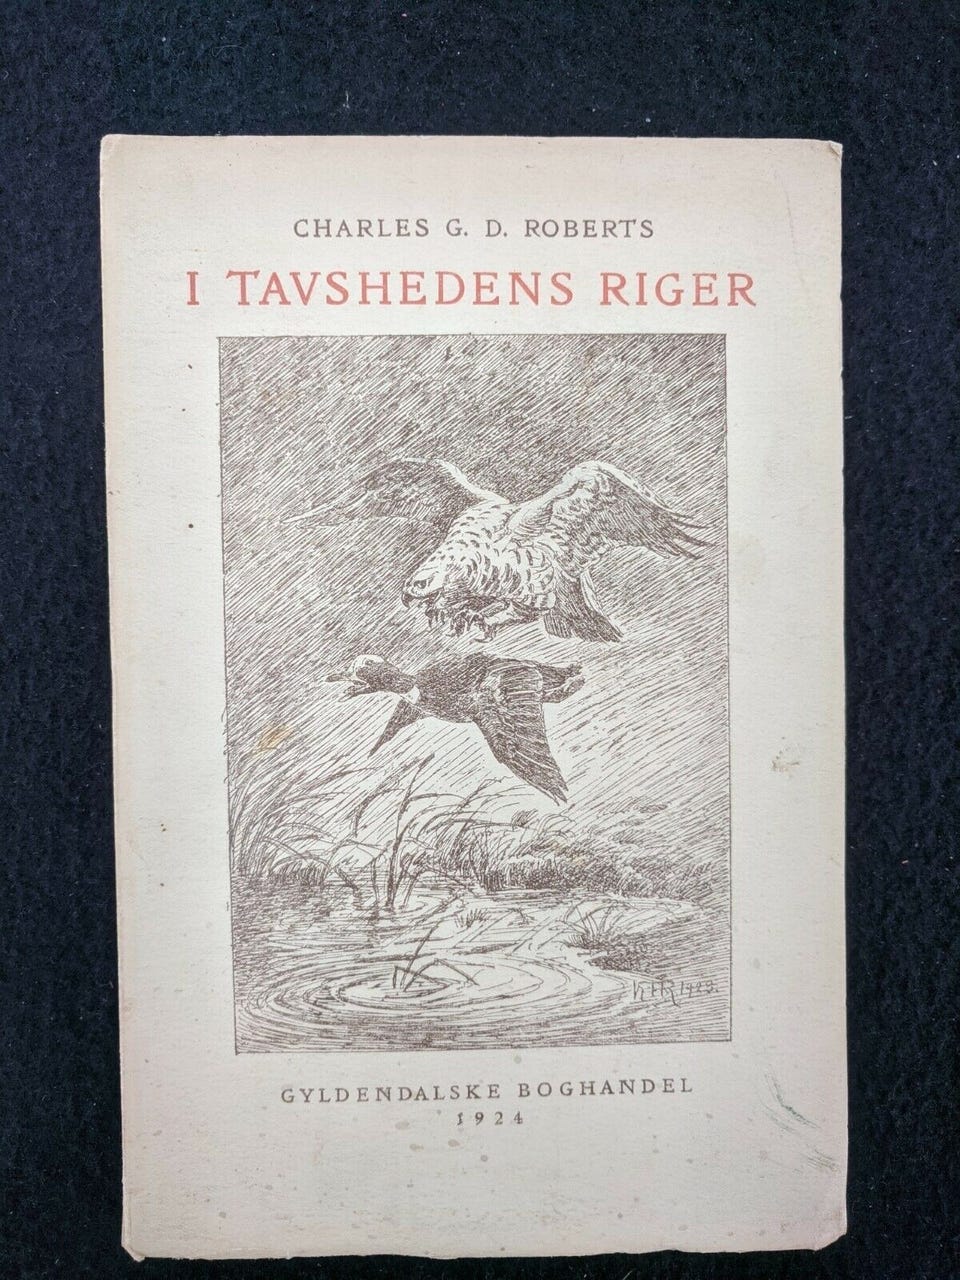 CHARLES G. D. ROBERTS
I TAVSHEDENS RIGER
GYLDENDALSKE BOGHANDEL
1924